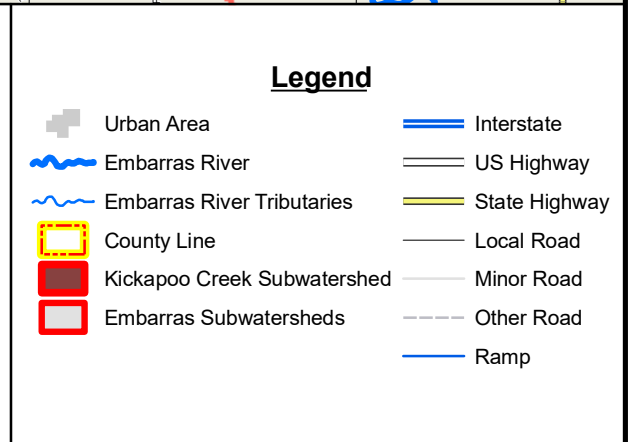 Legend
Urban Area
Embarras River
Embarras River Tributaries
County Line
Kickapoo Creek Subwatershed
Embarras Subwatersheds
Interstate
US Highway
State Highway
Local Road
Minor Road
Other Road
Ramp